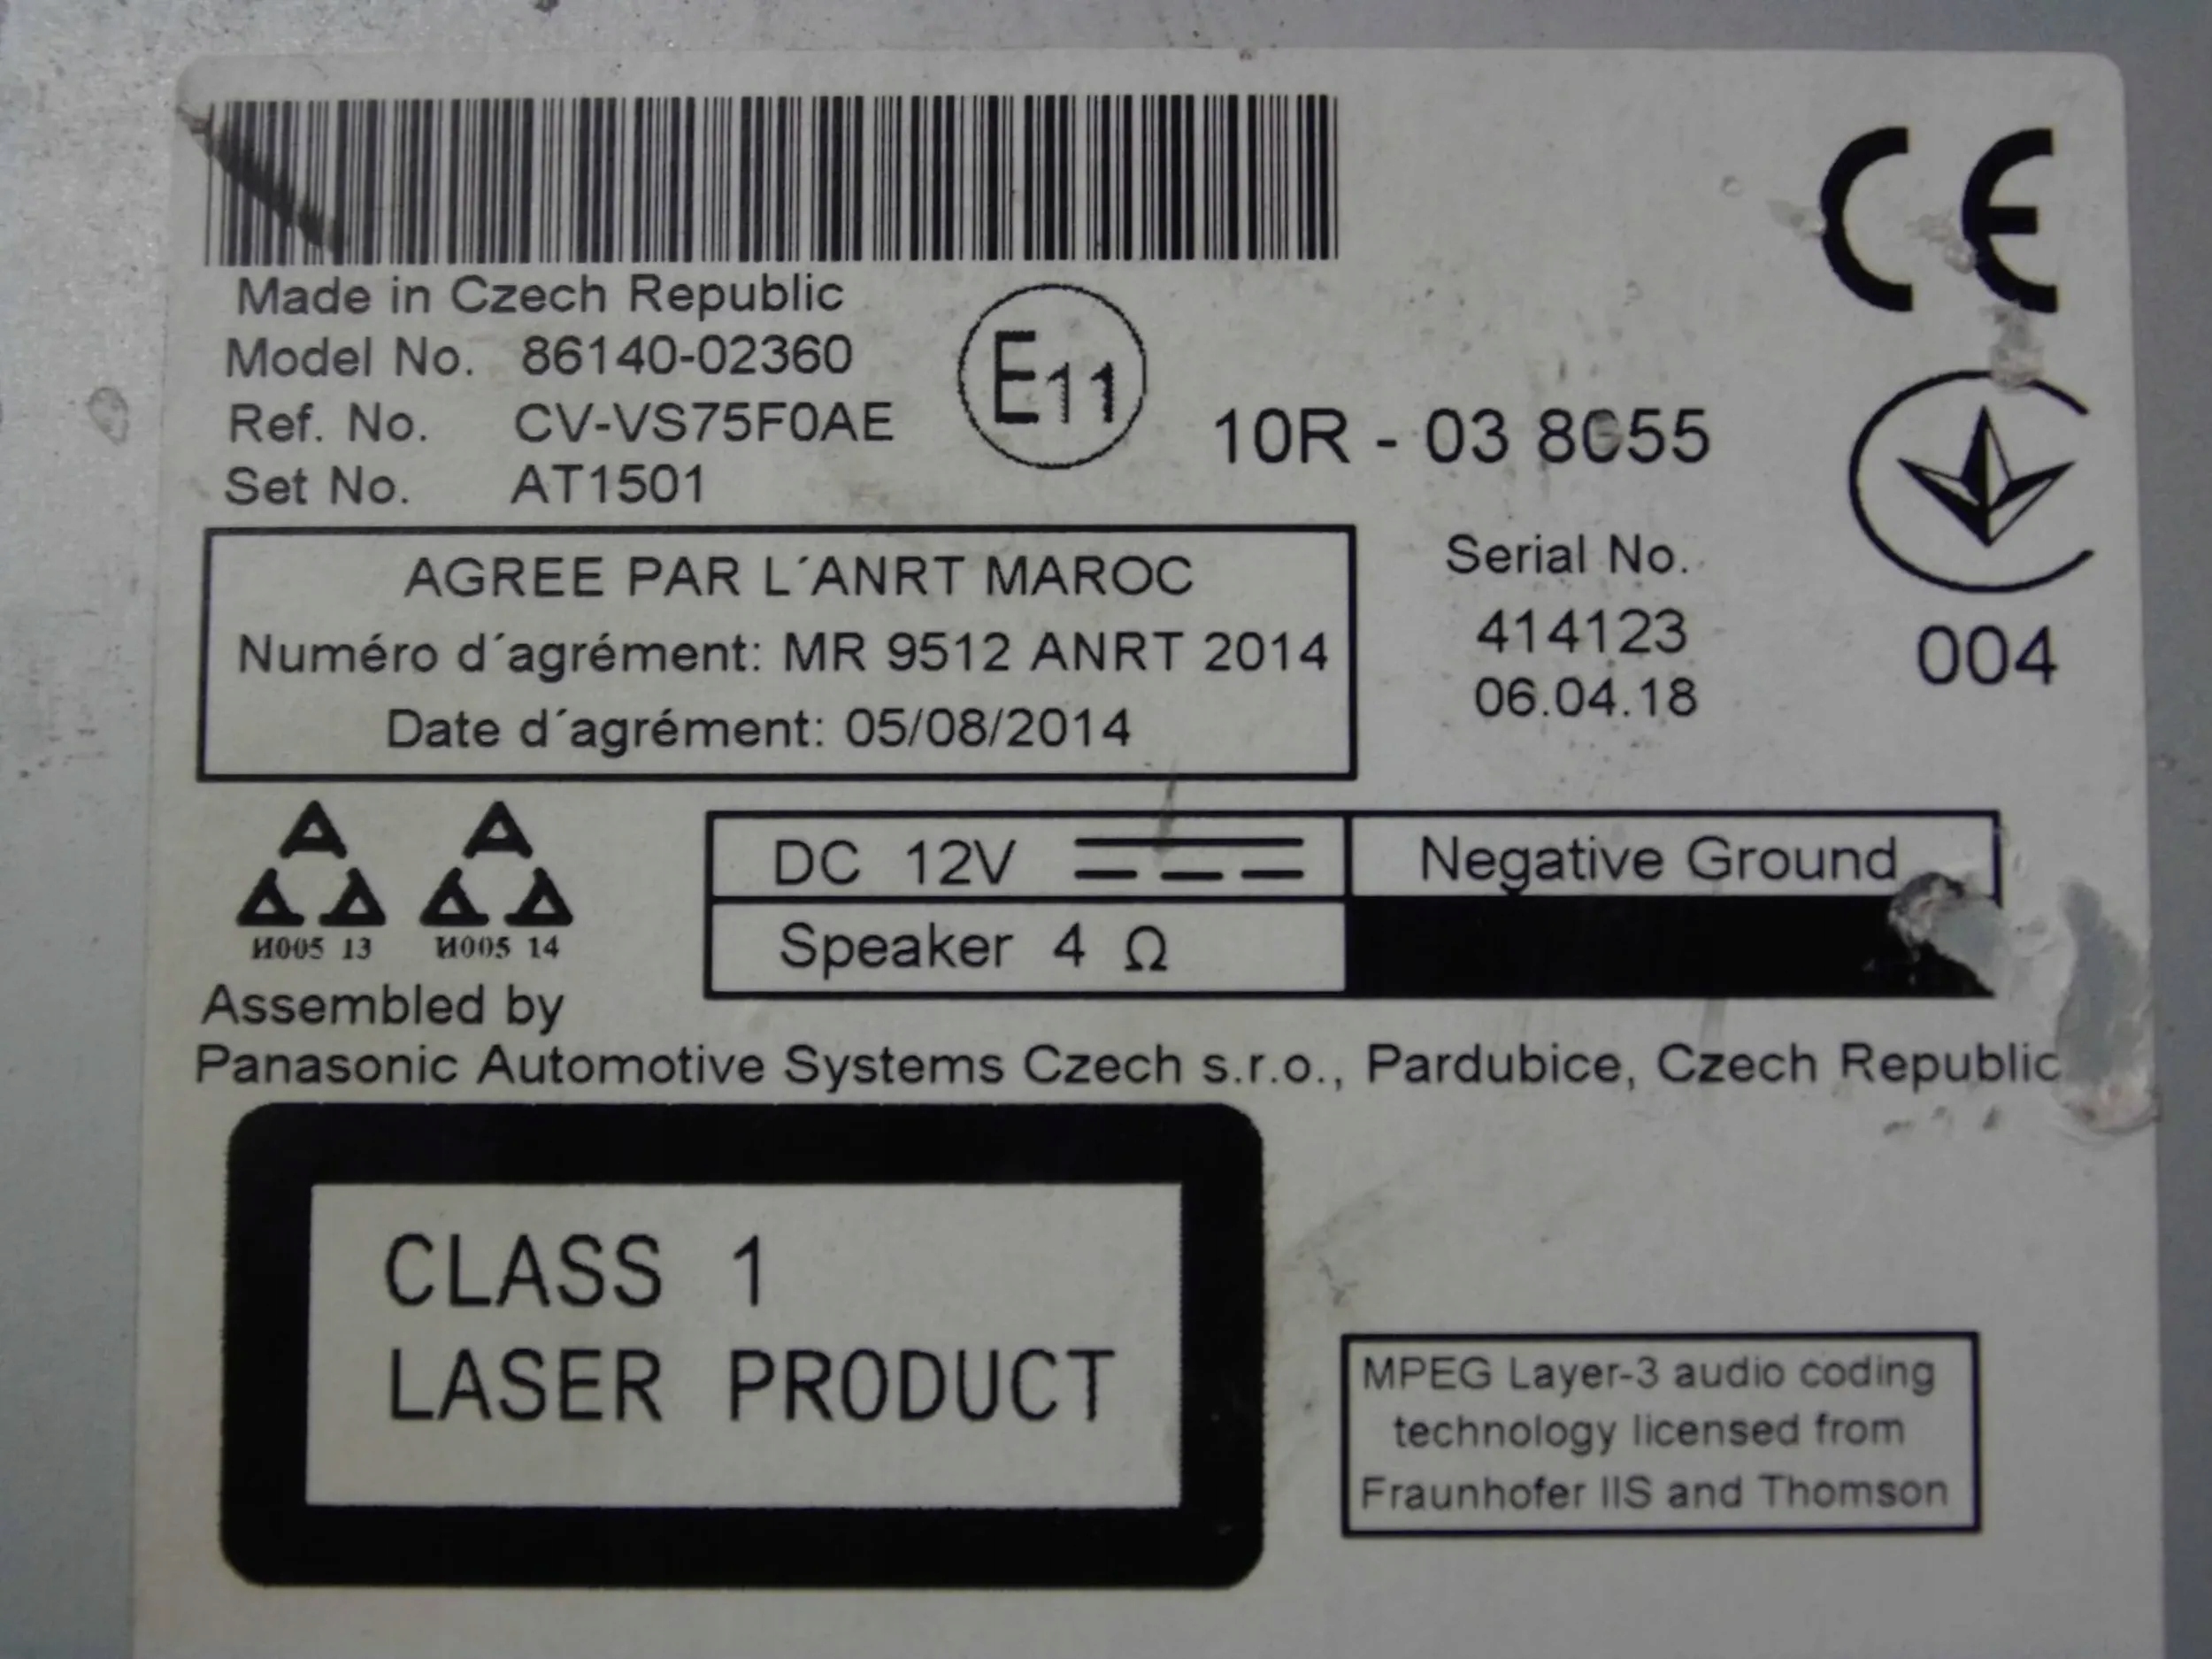 CE
Made in Czech Republic
Model No. 86140-02360
Ref. No. CV-VS75F0AE
Set No. AT1501
E11
10R - 03
AGREE PAR L´ANRT MAROC
Numéro d´agrément: MR 9512 ANRT 2014
Date d´agrément: 05/08/2014
Serial No.
414123
06.04.18
004
И005 13 И005 14
DC 12V
Negative Ground
Speaker 4 Ω
Assembled by
Panasonic Automotive Systems Czech s.r.o., Pardubice, Czech Republic
CLASS 1
LASER PRODUCT
MPEG Layer-3 audio coding
technology licensed from
Fraunhofer IIS and Thomson